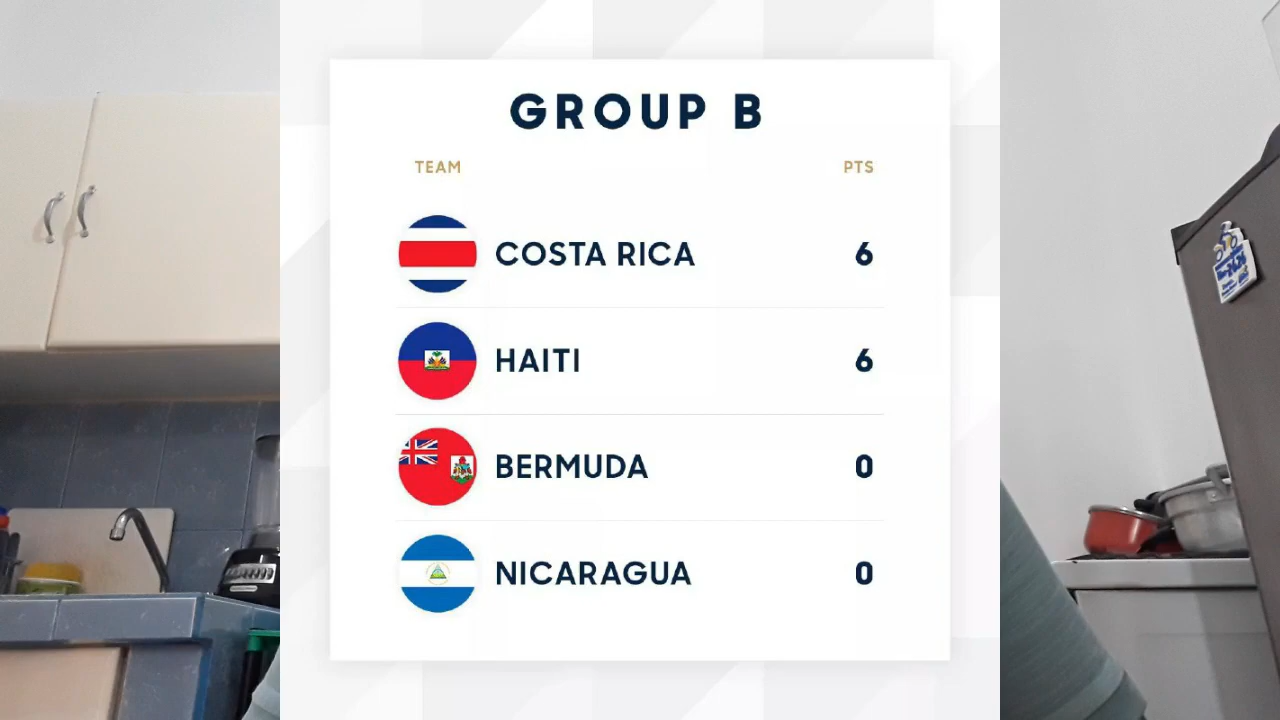 GROUP B
TEAM PTS
COSTA RICA 6
HAITI 6
BERMUDA 0
NICARAGUA 0